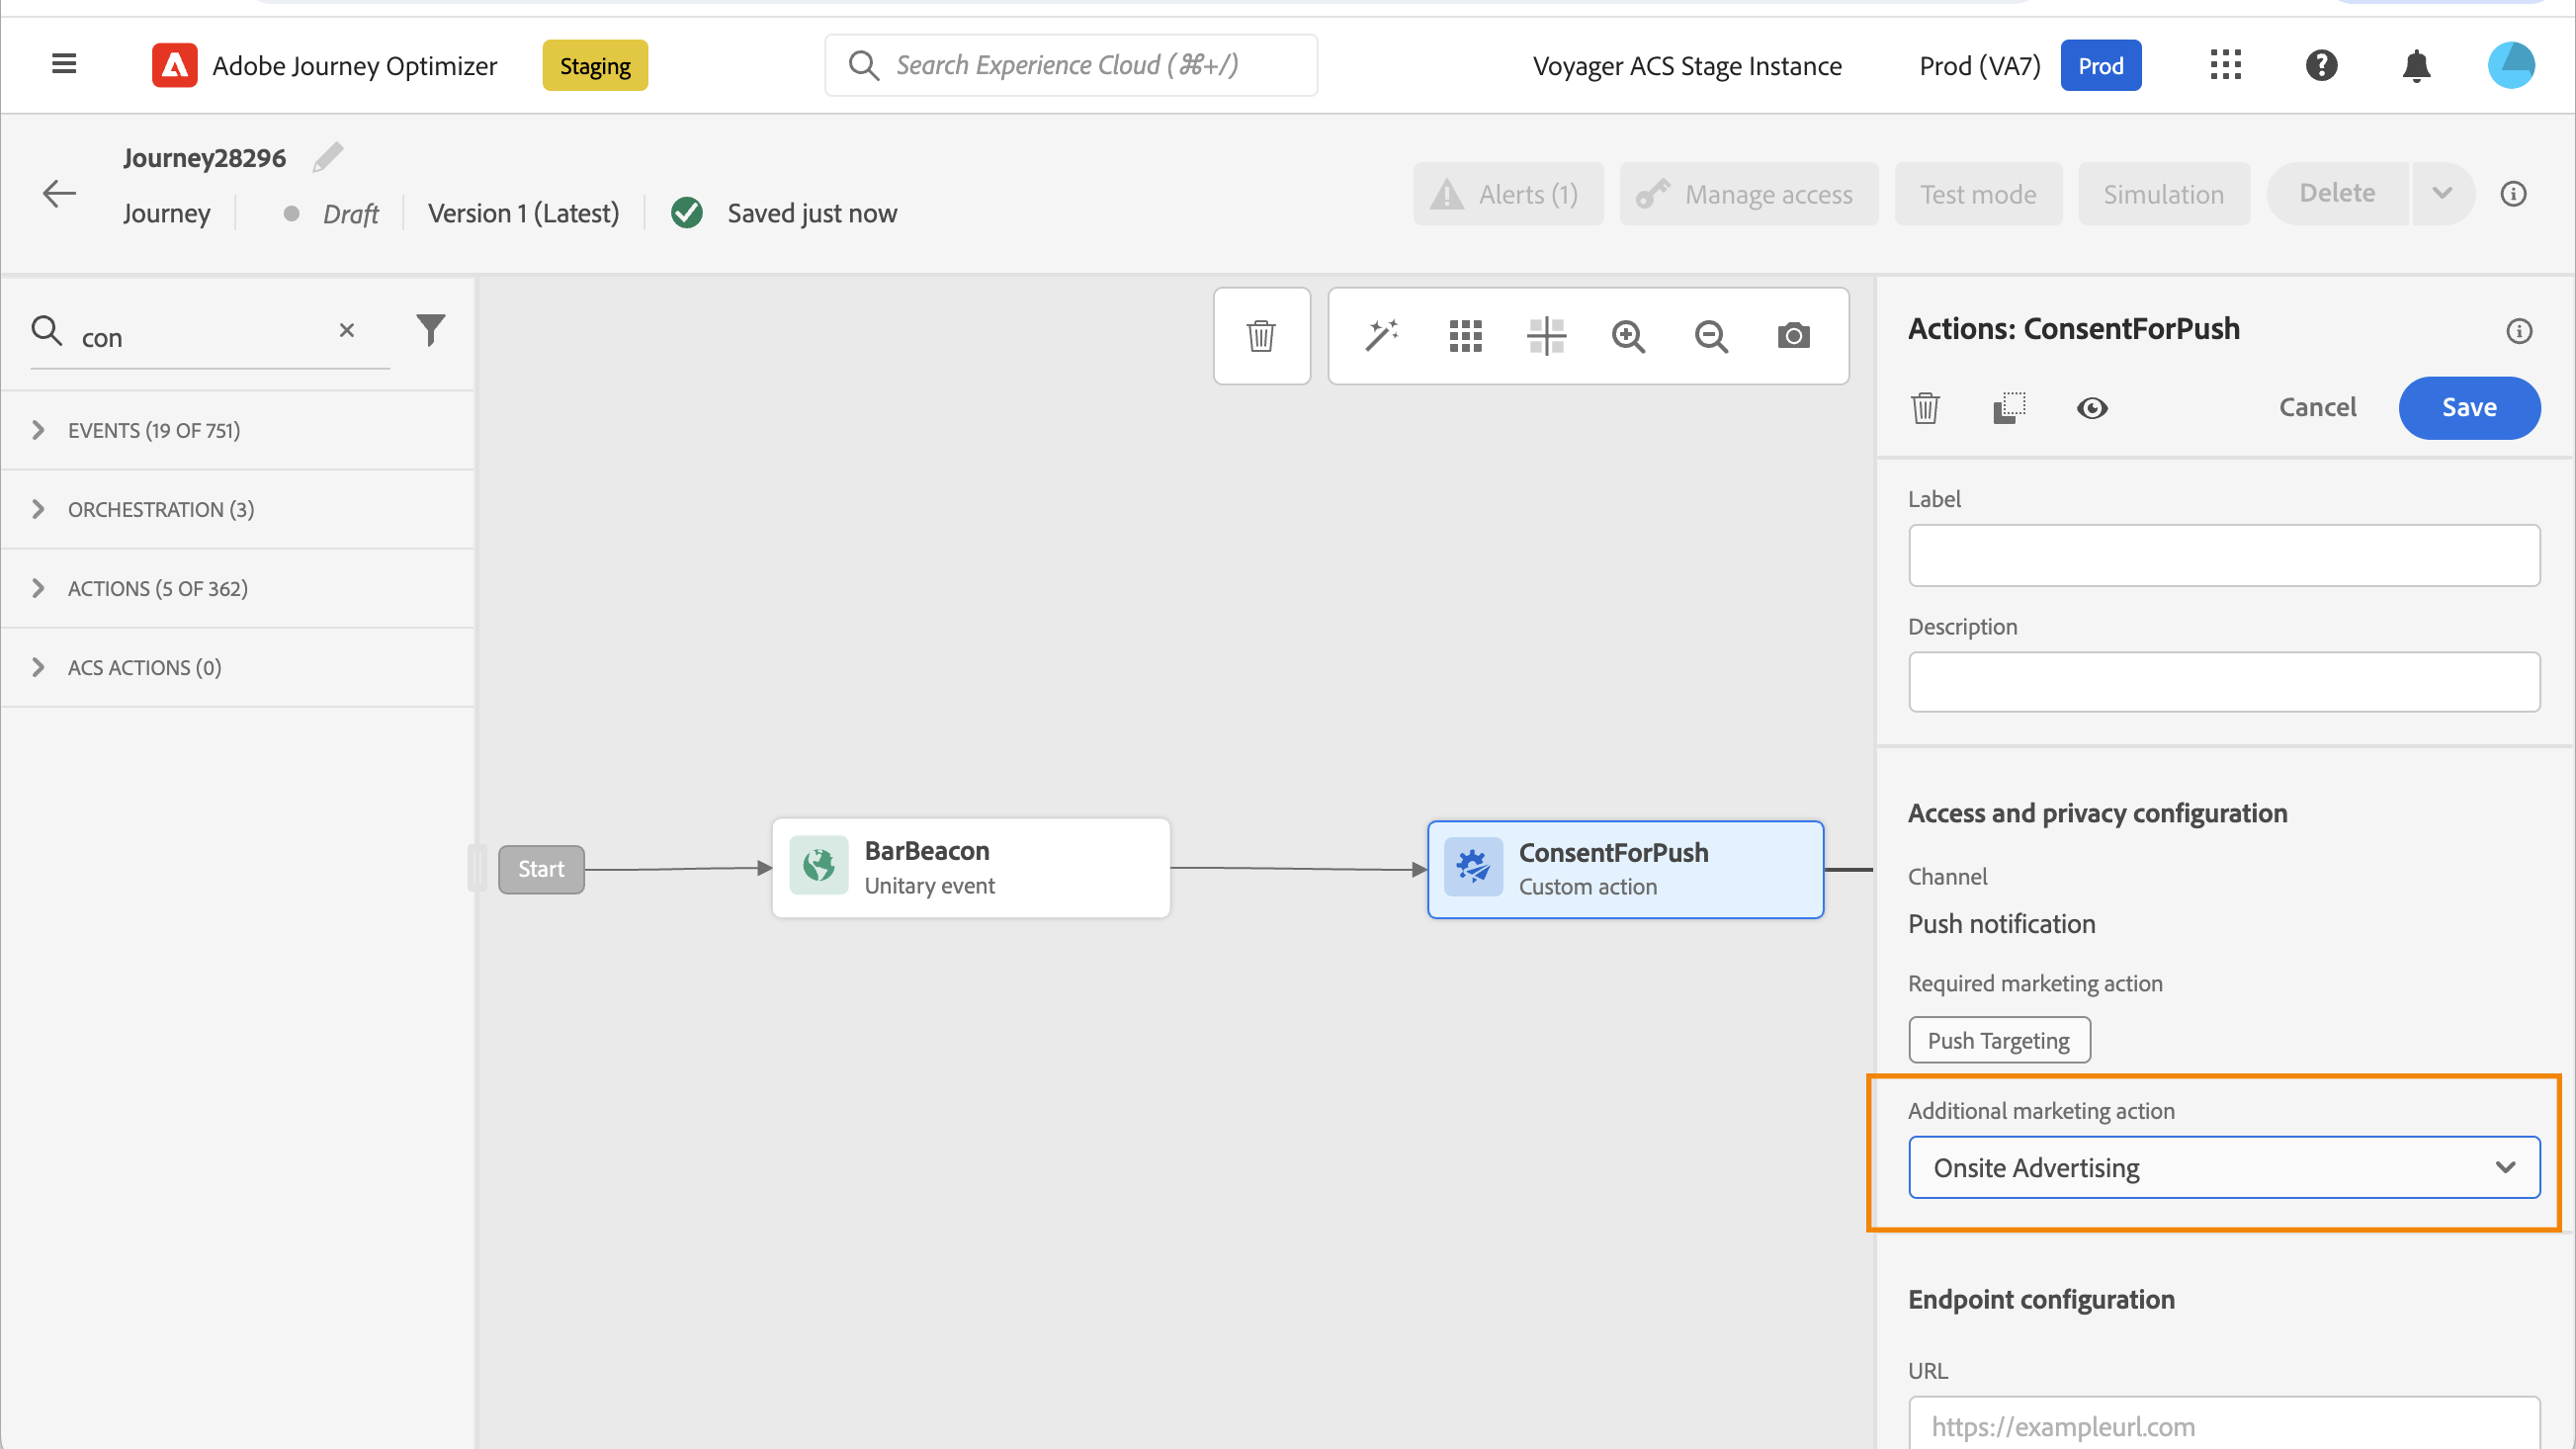 Adobe Journey Optimizer
Staging
Search Experience Cloud (⌘+/)
Voyager ACS Stage Instance
Prod (VA7)
Prod
Journey28296
Journey
Draft
Version 1 (Latest)
Saved just now
Alerts (1)
Manage access
Test mode
Simulation
Delete
con
EVENTS (19 OF 751)
ORCHESTRATION (3)
ACTIONS (5 OF 362)
ACS ACTIONS (0)
Start
BarBeacon
Unitary event
ConsentForPush
Custom action
Actions: ConsentForPush
Cancel
Save
Label
Description
Access and privacy configuration
Channel
Push notification
Required marketing action
Push Targeting
Additional marketing action
Onsite Advertising
Endpoint configuration
URL
https://exampleurl.com